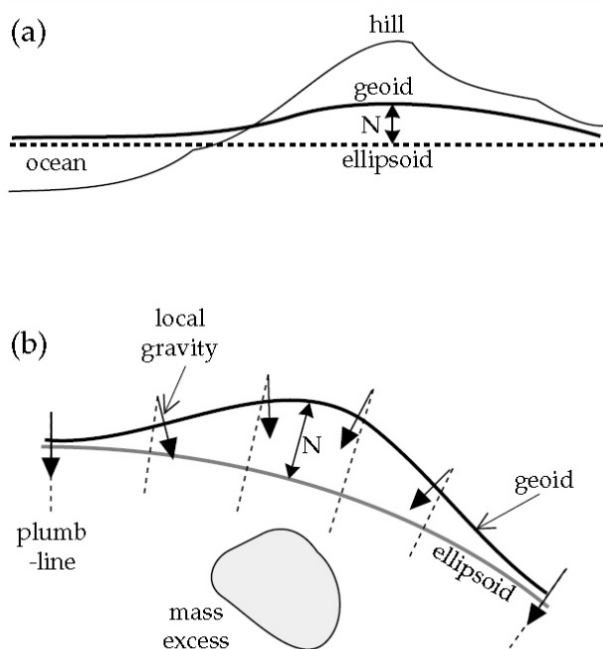 (a)
hill
geoid
N
ocean
ellipsoid
(b)
local
gravity
N
geoid
plumb
-line
ellipsoid
mass
excess